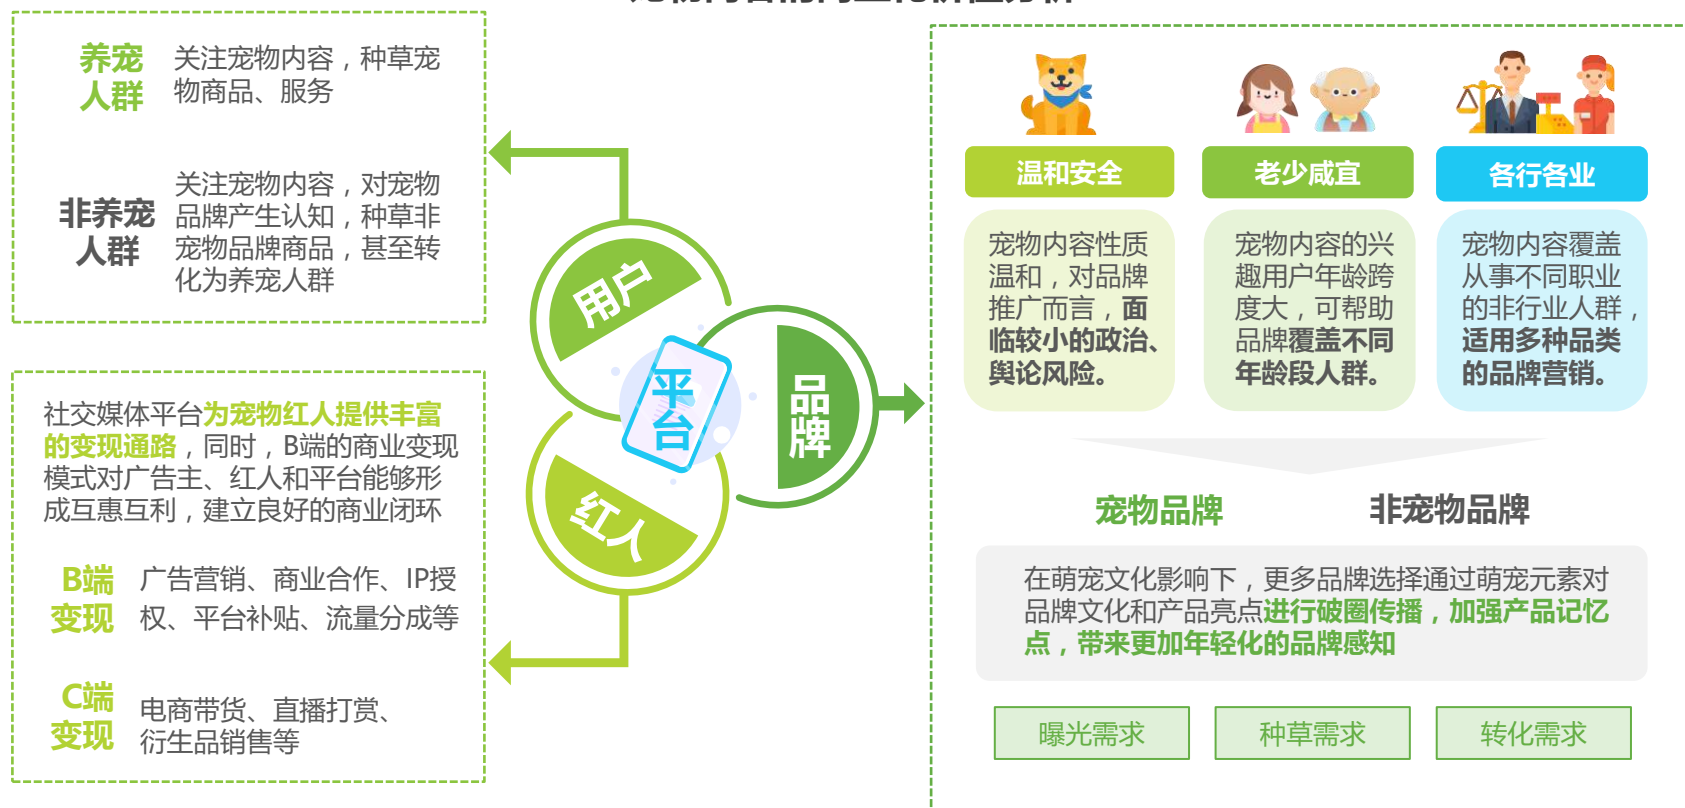 养宠
人群
关注宠物内容，种草宠
物商品、服务
非养宠
人群
关注宠物内容，对宠物
品牌产生认知，种草非
宠物品牌商品，甚至转
化为养宠人群
社交媒体平台为宠物红人提供丰富
的变现通路，同时，B端的商业变现
模式对广告主、红人和平台能够形
成互惠互利，建立良好的商业闭环
B端
变现
广告营销、商业合作、IP授
权、平台补贴、流量分成等
C端
变现
电商带货、直播打赏、
衍生品销售等
用户
平台
品牌
红人
温和安全
宠物内容性质
温和，对品牌
推广而言，面
临较小的政治、
舆论风险。
老少咸宜
宠物内容的兴
趣用户年龄跨
度大，可帮助
品牌覆盖不同
年龄段人群。
各行各业
宠物内容覆盖
从事不同职业
的非行业人群，
适用多种品类
的品牌营销。
宠物品牌
非宠物品牌
在萌宠文化影响下，更多品牌选择通过萌宠元素对
品牌文化和产品亮点进行破圈传播，加强产品记忆
点，带来更加年轻化的品牌感知
曝光需求
种草需求
转化需求